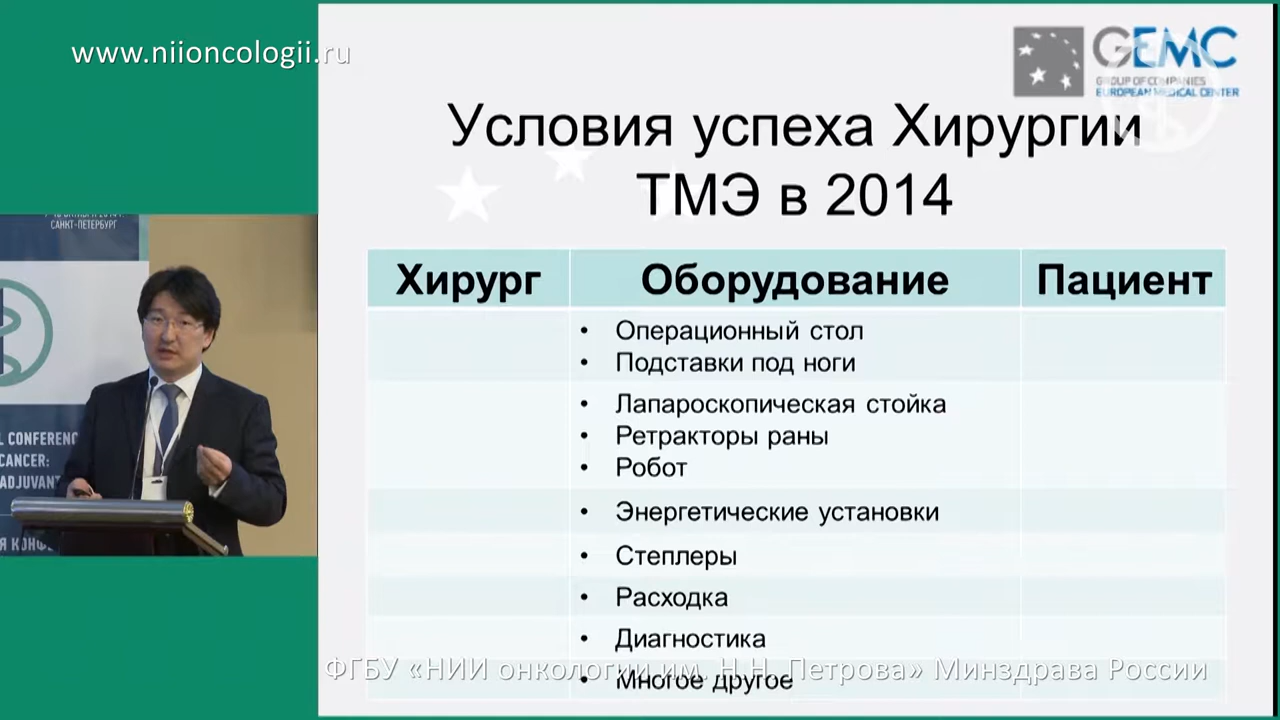 www.niioncologii.ru
GEMC
GROUP OF COMPANIES
EUROPEAN MEDICAL CENTER
Условия успеха Хирургии
ТМЭ в 2014
Хирург
Оборудование
Пациент
• Операционный стол
• Подставки под ноги
• Лапароскопическая стойка
• Ретракторы раны
• Робот
• Энергетические установки
• Степлеры
• Расходка
• Диагностика
• Многое другое
ФГБУ «НИИ онкологии им. Н.Н. Петрова» Минздрава России
САНКТ-ПЕТЕРБУРГ
CANCER: